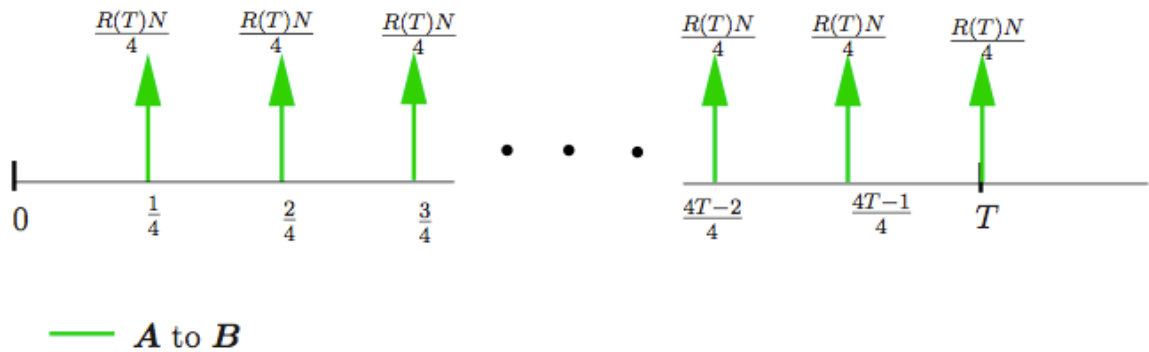 R(T)N/4 R(T)N/4 R(T)N/4 R(T)N/4 R(T)N/4 R(T)N/4
0 1/4 2/4 3/4 4T−2/4 4T−1/4 T
A to B